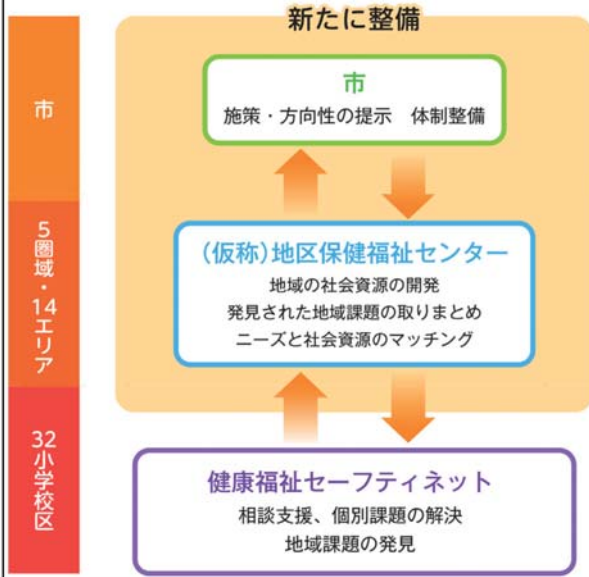 新たに整備
市
市
施策・方向性の提示　体制整備
5圏域・14エリア
(仮称)地区保健福祉センター
地域の社会資源の開発
発見された地域課題の取りまとめ
ニーズと社会資源のマッチング
32小学校区
健康福祉セーフティネット
相談支援、個別課題の解決
地域課題の発見